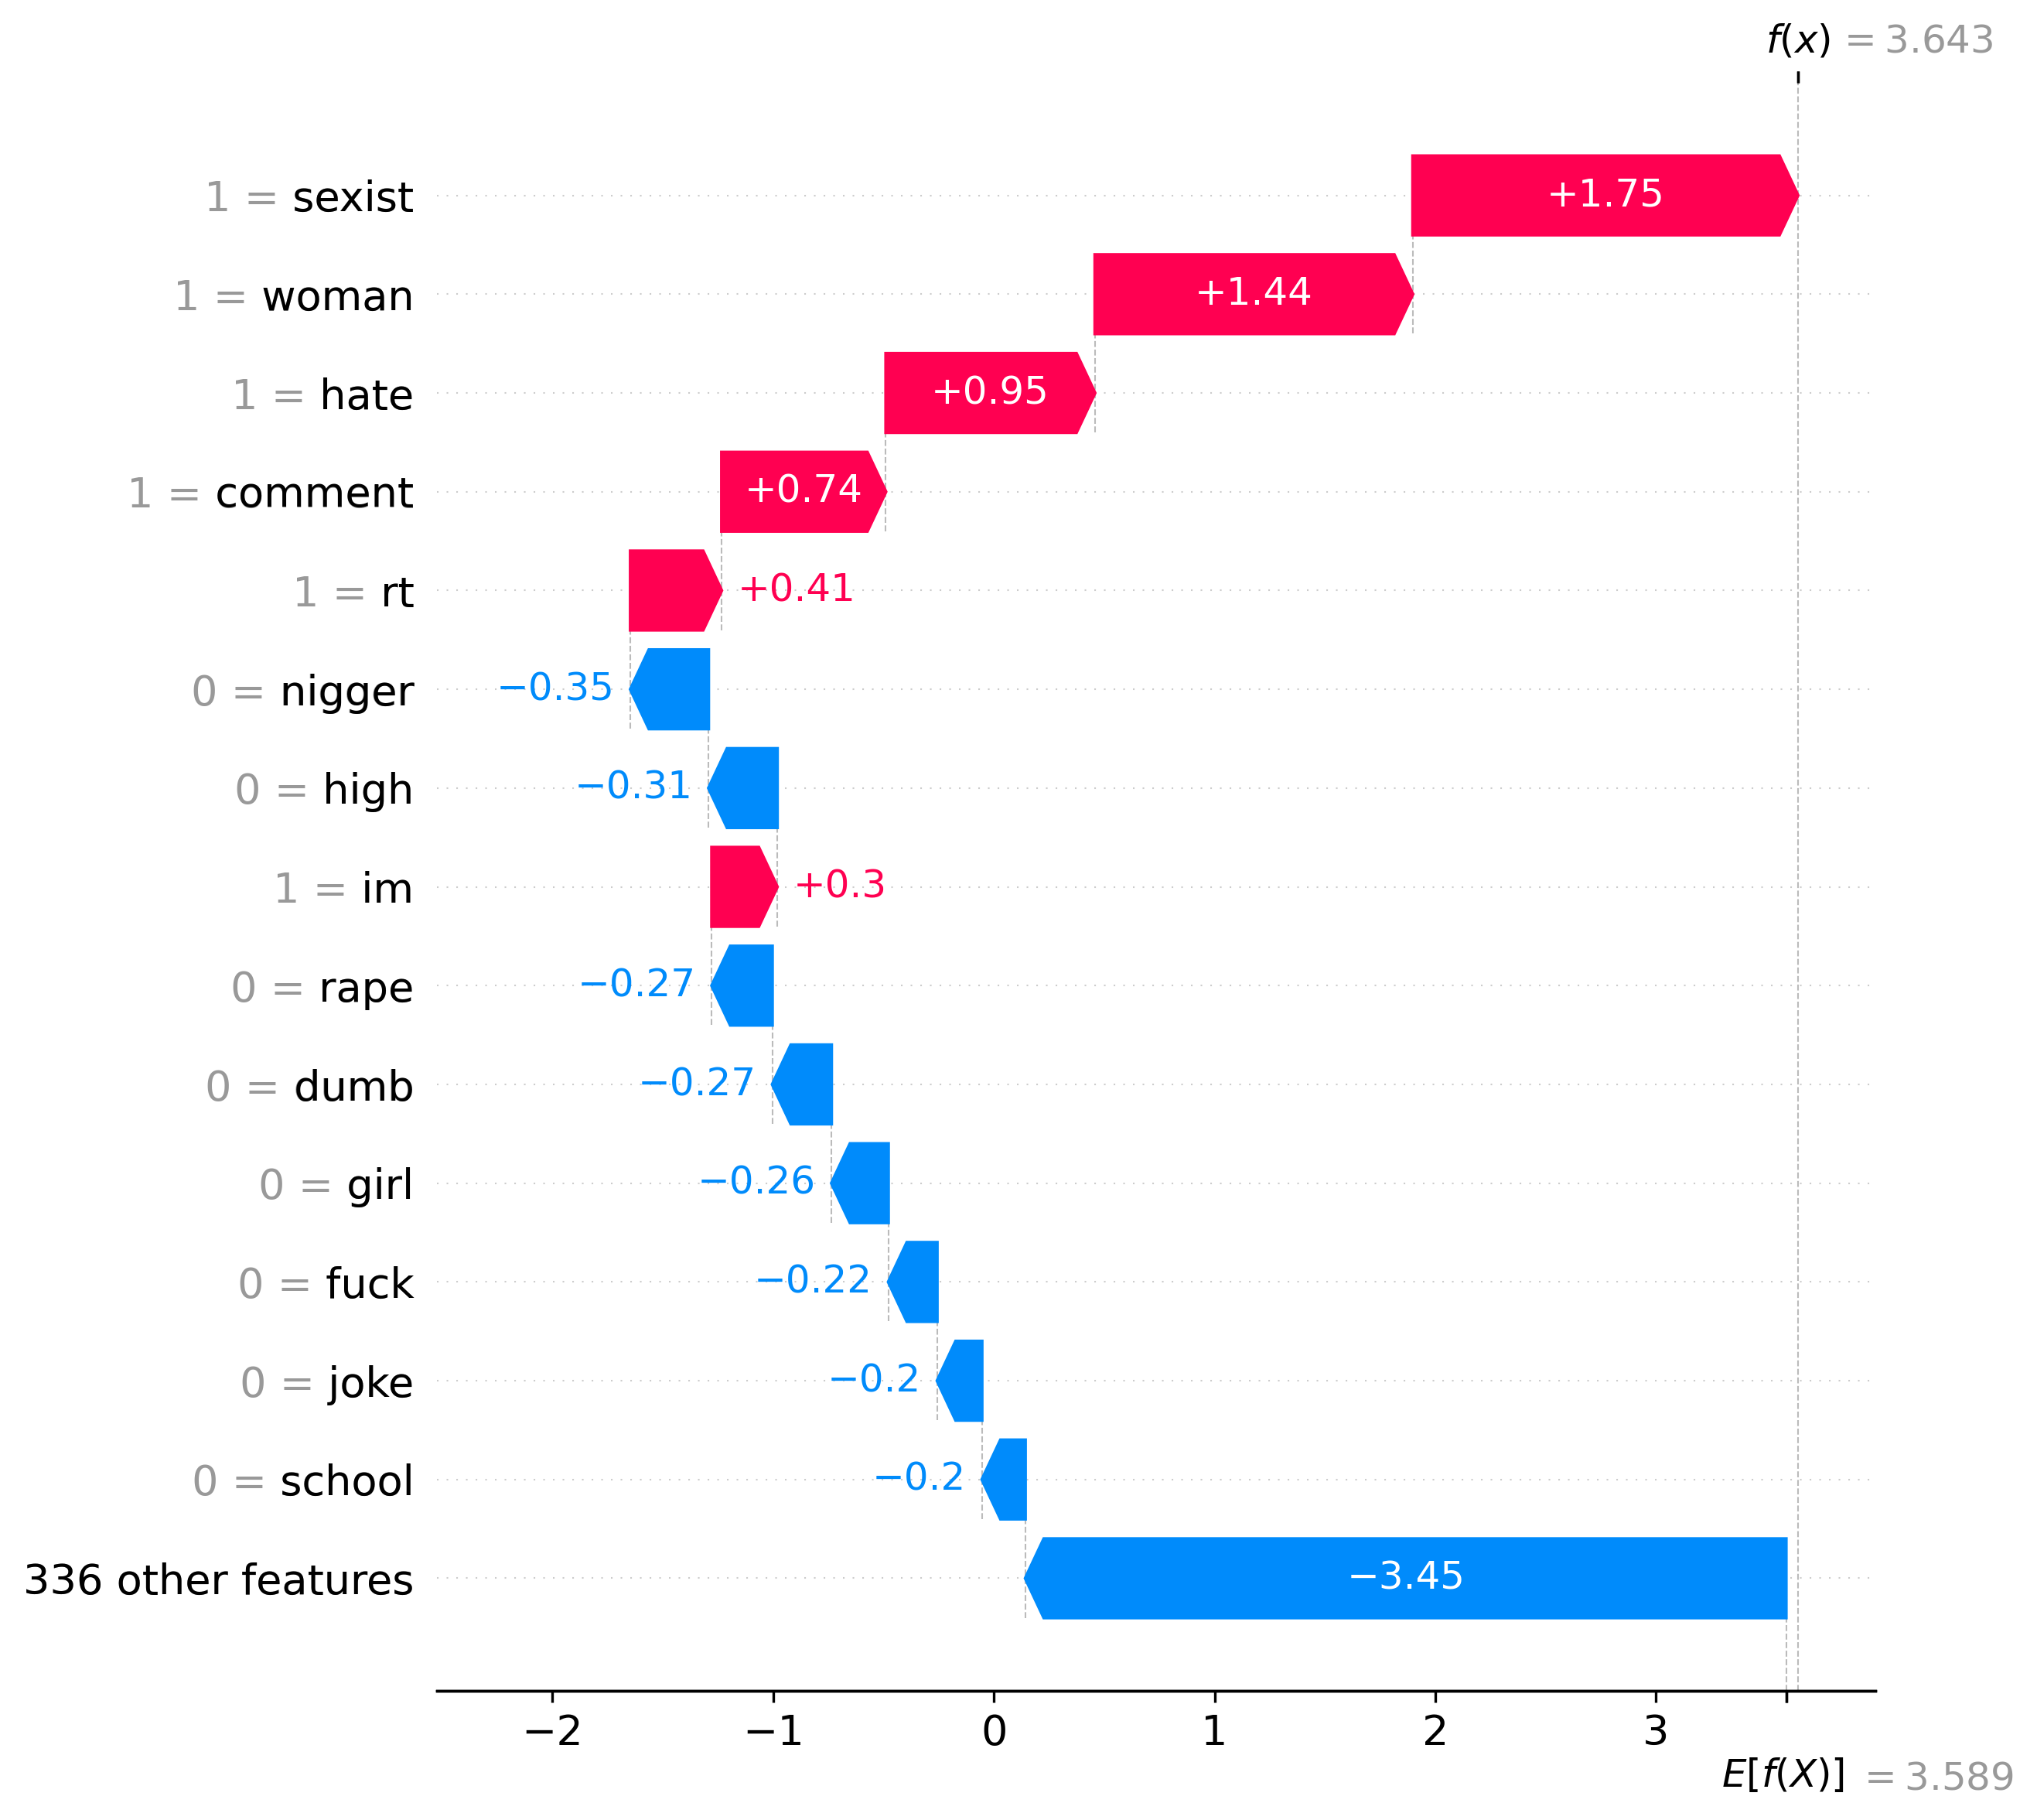 f(x) = 3.643
1 = sexist
+1.75
1 = woman
+1.44
1 = hate
+0.95
1 = comment
+0.74
1 = rt
+0.41
0 = nigger
−0.35
0 = high
−0.31
1 = im
+0.3
0 = rape
−0.27
0 = dumb
−0.27
0 = girl
−0.26
0 = fuck
−0.22
0 = joke
−0.2
0 = school
−0.2
336 other features
−3.45
−2 −1 0 1 2 3
E[f(X)] = 3.589